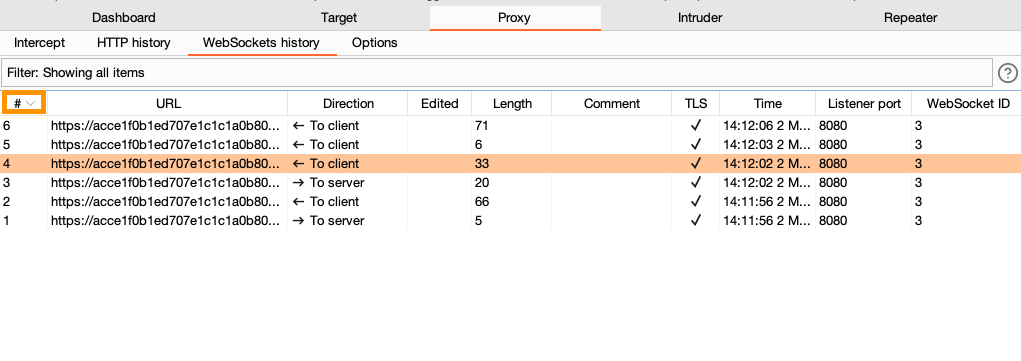 Dashboard Target Proxy Intruder Repeater
Intercept HTTP history WebSockets history Options
Filter: Showing all items ?
# URL Direction Edited Length Comment TLS Time Listener port WebSocket ID
6 https://acce1f0b1ed707e1c1c1a0b80... ← To client 71 ✓ 14:12:06 2 M... 8080 3
5 https://acce1f0b1ed707e1c1c1a0b80... ← To client 6 ✓ 14:12:03 2 M... 8080 3
4 https://acce1f0b1ed707e1c1c1a0b80... ← To client 33 ✓ 14:12:02 2 M... 8080 3
3 https://acce1f0b1ed707e1c1c1a0b80... → To server 20 ✓ 14:12:02 2 M... 8080 3
2 https://acce1f0b1ed707e1c1c1a0b80... ← To client 66 ✓ 14:11:56 2 M... 8080 3
1 https://acce1f0b1ed707e1c1c1a0b80... → To server 5 ✓ 14:11:56 2 M... 8080 3